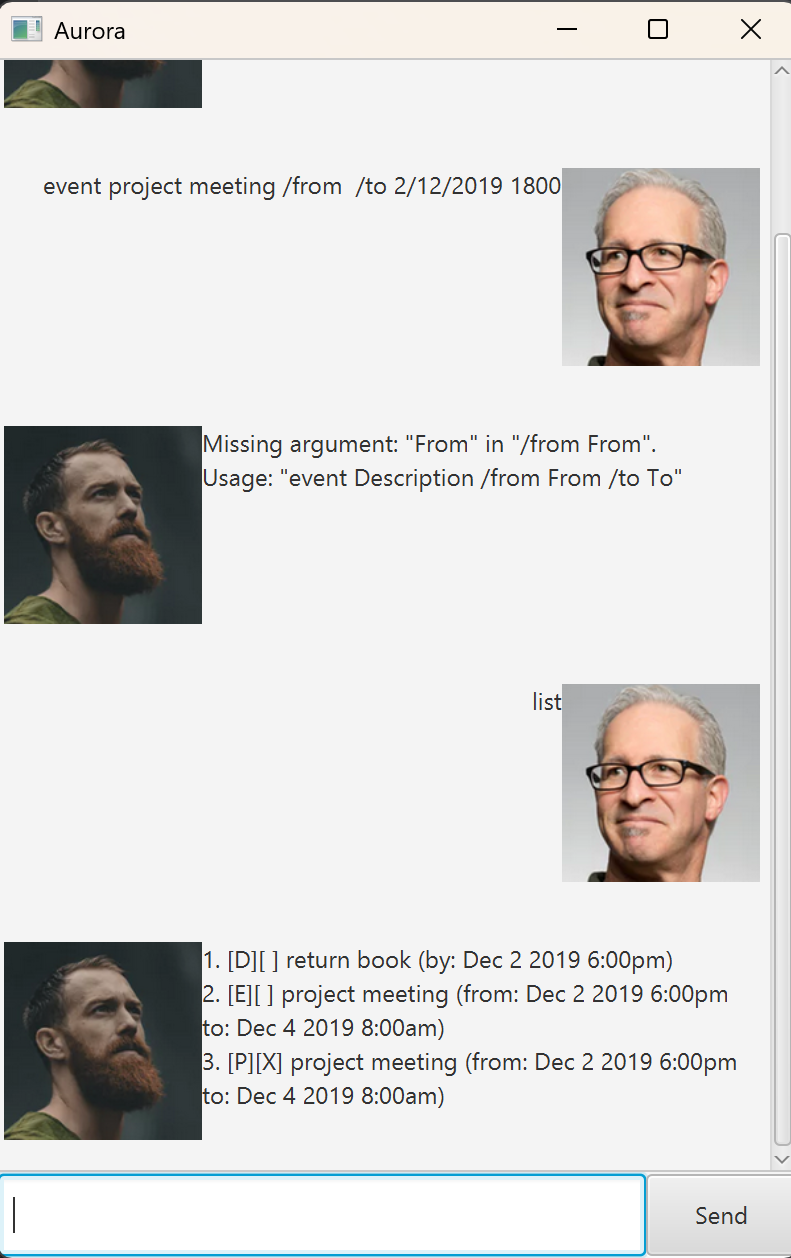 Aurora
event project meeting /from  /to 2/12/2019 1800
Missing argument: "From" in "/from From".
Usage: "event Description /from From /to To"
list
1. [D][ ] return book (by: Dec 2 2019 6:00pm)
2. [E][ ] project meeting (from: Dec 2 2019 6:00pm
to: Dec 4 2019 8:00am)
3. [P][X] project meeting (from: Dec 2 2019 6:00pm
to: Dec 4 2019 8:00am)
Send